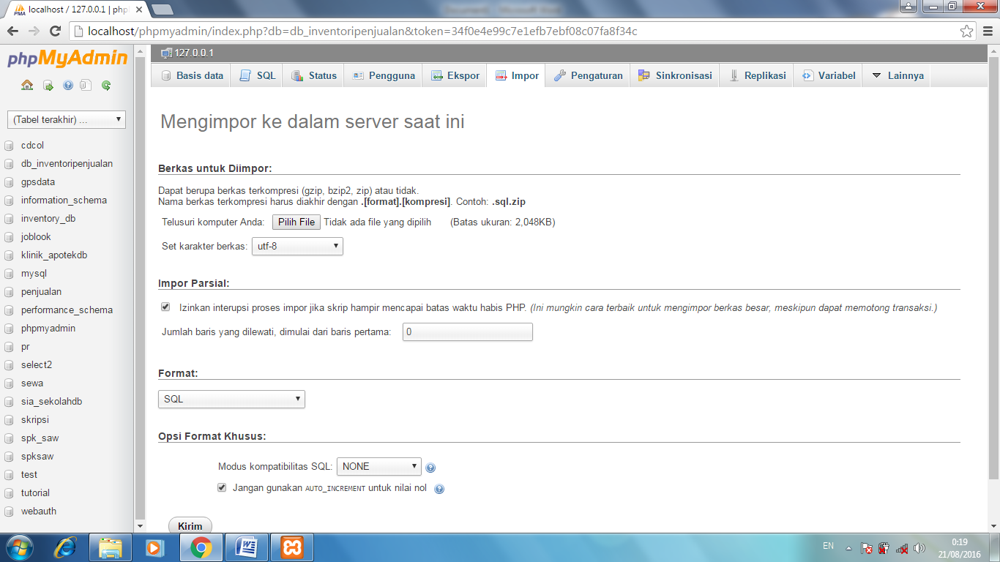 localhost / 127.0.0.1 | ph
localhost/phpmyadmin/index.php?db=db_inventoripenjualan&token=34f0e4e99c7e1efb7ebf08c07fa8f34c
phpMyAdmin
(Tabel terakhir) ...
cdcol
db_inventoripenjualan
gpsdata
information_schema
inventory_db
joblook
klinik_apotekdb
mysql
penjualan
performance_schema
phpmyadmin
pr
select2
sewa
sia_sekolahdb
skripsi
spk_saw
spksaw
test
tutorial
webauth
127.0.0.1
Basis data SQL Status Pengguna Ekspor Impor Pengaturan Sinkronisasi Replikasi Variabel Lainnya
Mengimpor ke dalam server saat ini
Berkas untuk Diimpor:
Dapat berupa berkas terkompresi (gzip, bzip2, zip) atau tidak.
Nama berkas terkompresi harus diakhir dengan .[format].[kompresi]. Contoh: .sql.zip
Telusuri komputer Anda: Pilih File Tidak ada file yang dipilih (Batas ukuran: 2,048KB)
Set karakter berkas: utf-8
Impor Parsial:
Izinkan interupsi proses impor jika skrip hampir mencapai batas waktu habis PHP. (Ini mungkin cara terbaik untuk mengimpor berkas besar, meskipun dapat memotong transaksi.)
Jumlah baris yang dilewati, dimulai dari baris pertama: 0
Format:
SQL
Opsi Format Khusus:
Modus kompatibilitas SQL: NONE
Jangan gunakan AUTO_INCREMENT untuk nilai nol
Kirim
EN
0:19
21/08/2016